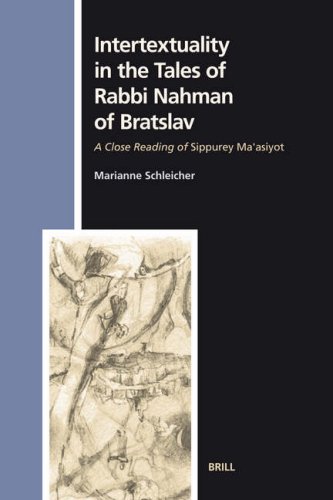 Intertextuality
in the Tales of
Rabbi Nahman
of Bratslav
A Close Reading of Sippurey Ma'asiyot
Marianne Schleicher
BRILL